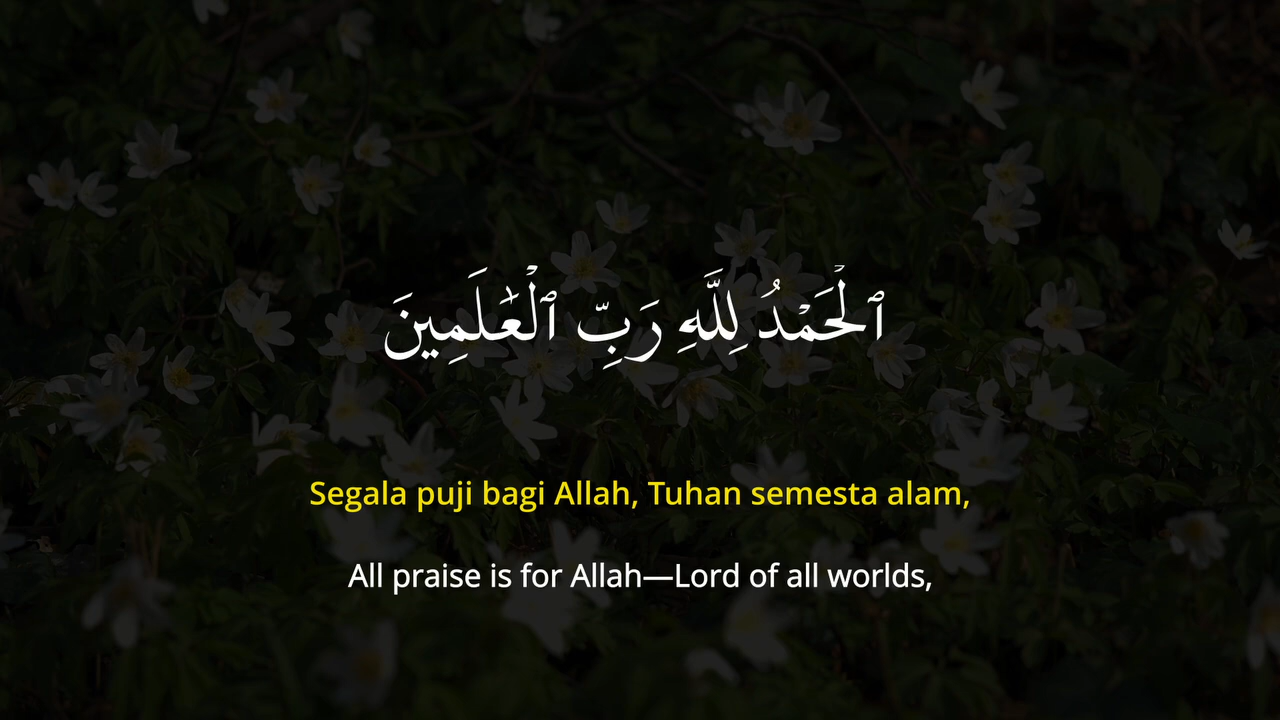 ٱلْحَمْدُ لِلَّهِ رَبِّ ٱلْعَٰلَمِينَ
Segala puji bagi Allah, Tuhan semesta alam,
All praise is for Allah—Lord of all worlds,